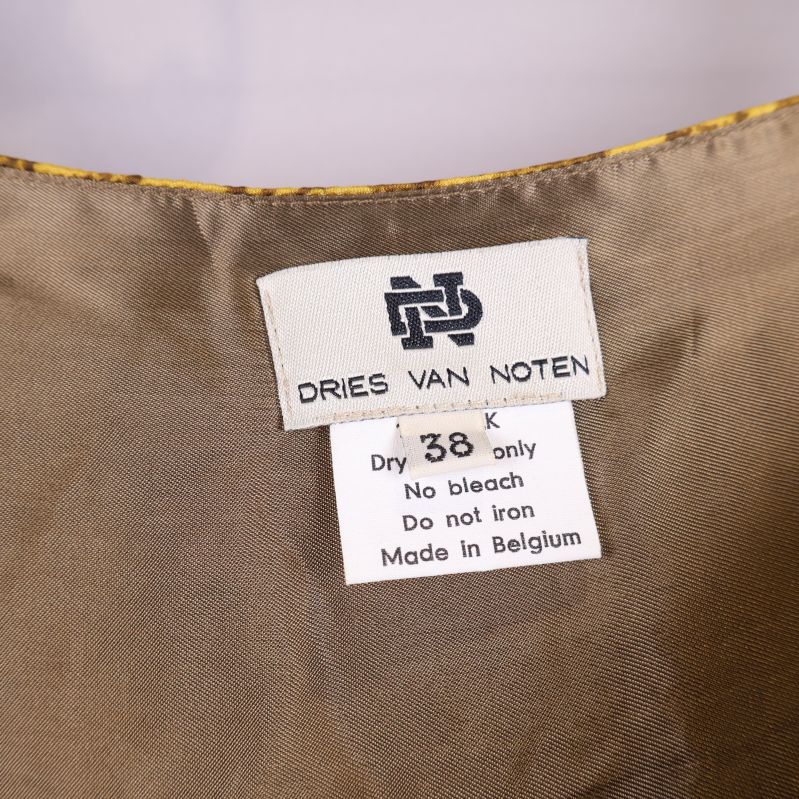 DRIES VAN NOTEN
38
K
Dry only
No bleach
Do not iron
Made in Belgium